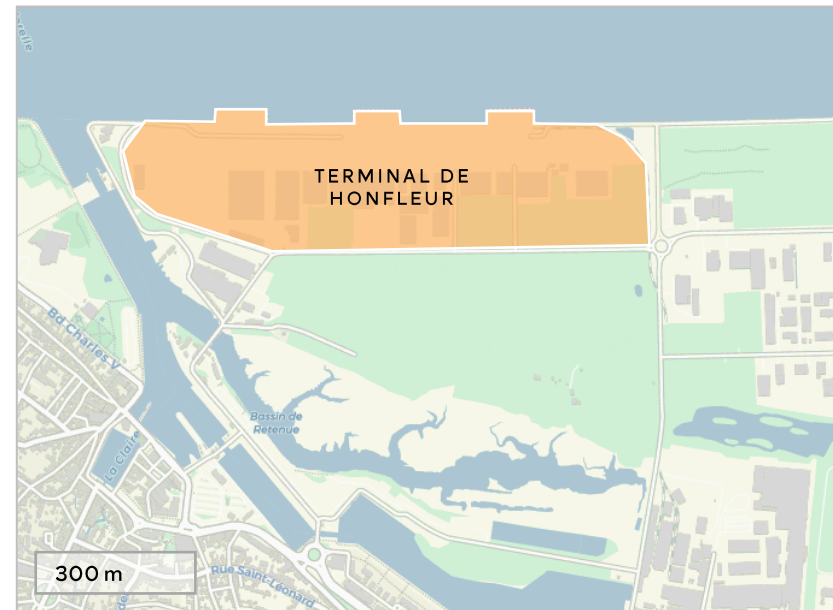 TERMINAL DE
HONFLEUR
Bd Charles V
Bassin de
Retenue
La Claire
300 m
Rue Saint-Léonard